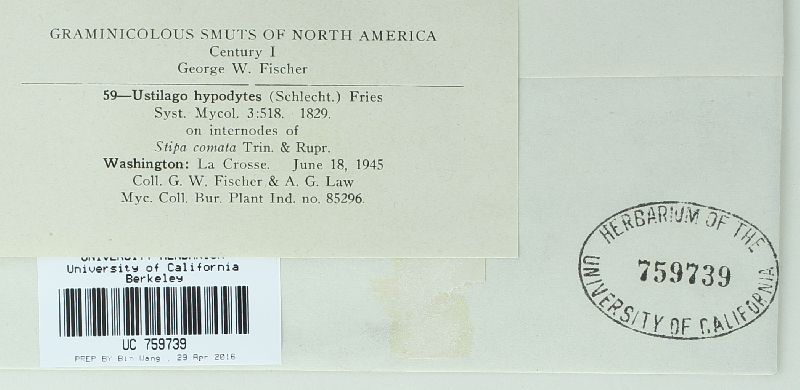 GRAMINICOLOUS SMUTS OF NORTH AMERICA
Century I
George W. Fischer
59—Ustilago hypodytes (Schlecht.) Fries
Syst. Mycol. 3:518. 1829.
on internodes of
Stipa comata Trin. & Rupr.
Washington: La Crosse. June 18, 1945
Coll. G. W. Fischer & A. G. Law
Myc. Coll. Bur. Plant Ind. no. 85296.
UNIVERSITY HERBARIUM
University of California
Berkeley
UC 759739
PREP BY Bin Wang . 29 Apr 2016
HERBARIUM OF THE
759739
UNIVERSITY OF CALIFORNIA